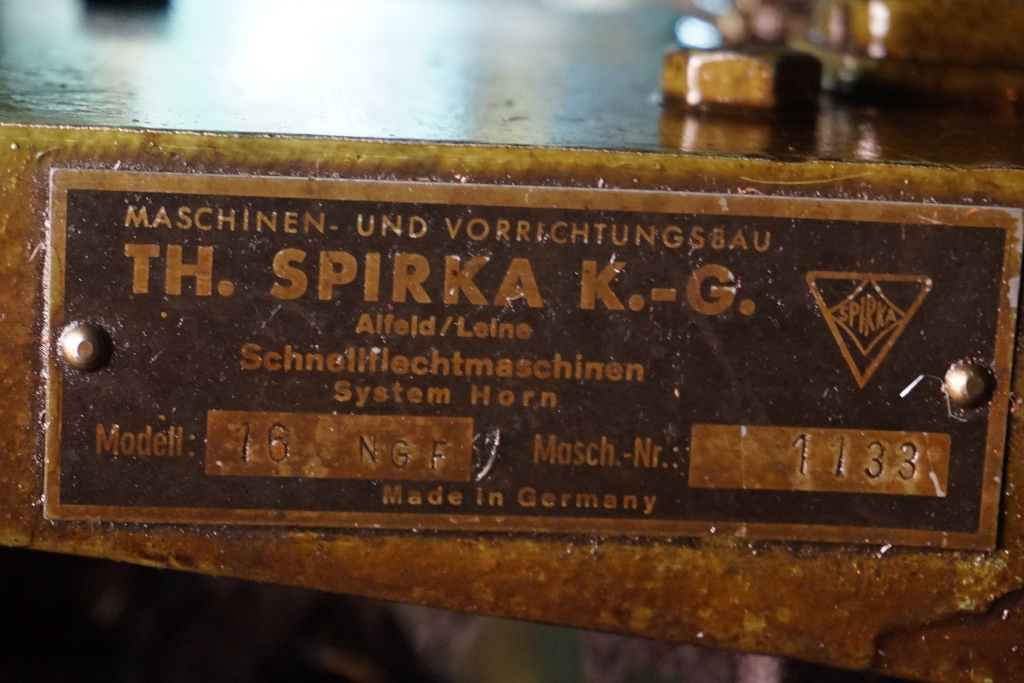 MASCHINEN- UND VORRICHTUNGSBAU
TH. SPIRKA K.-G.
SPIRKA
Alfeld/Leine
Schnellflechtmaschinen
System Horn
Modell: 16 NGF Masch.-Nr.: 1133
Made in Germany